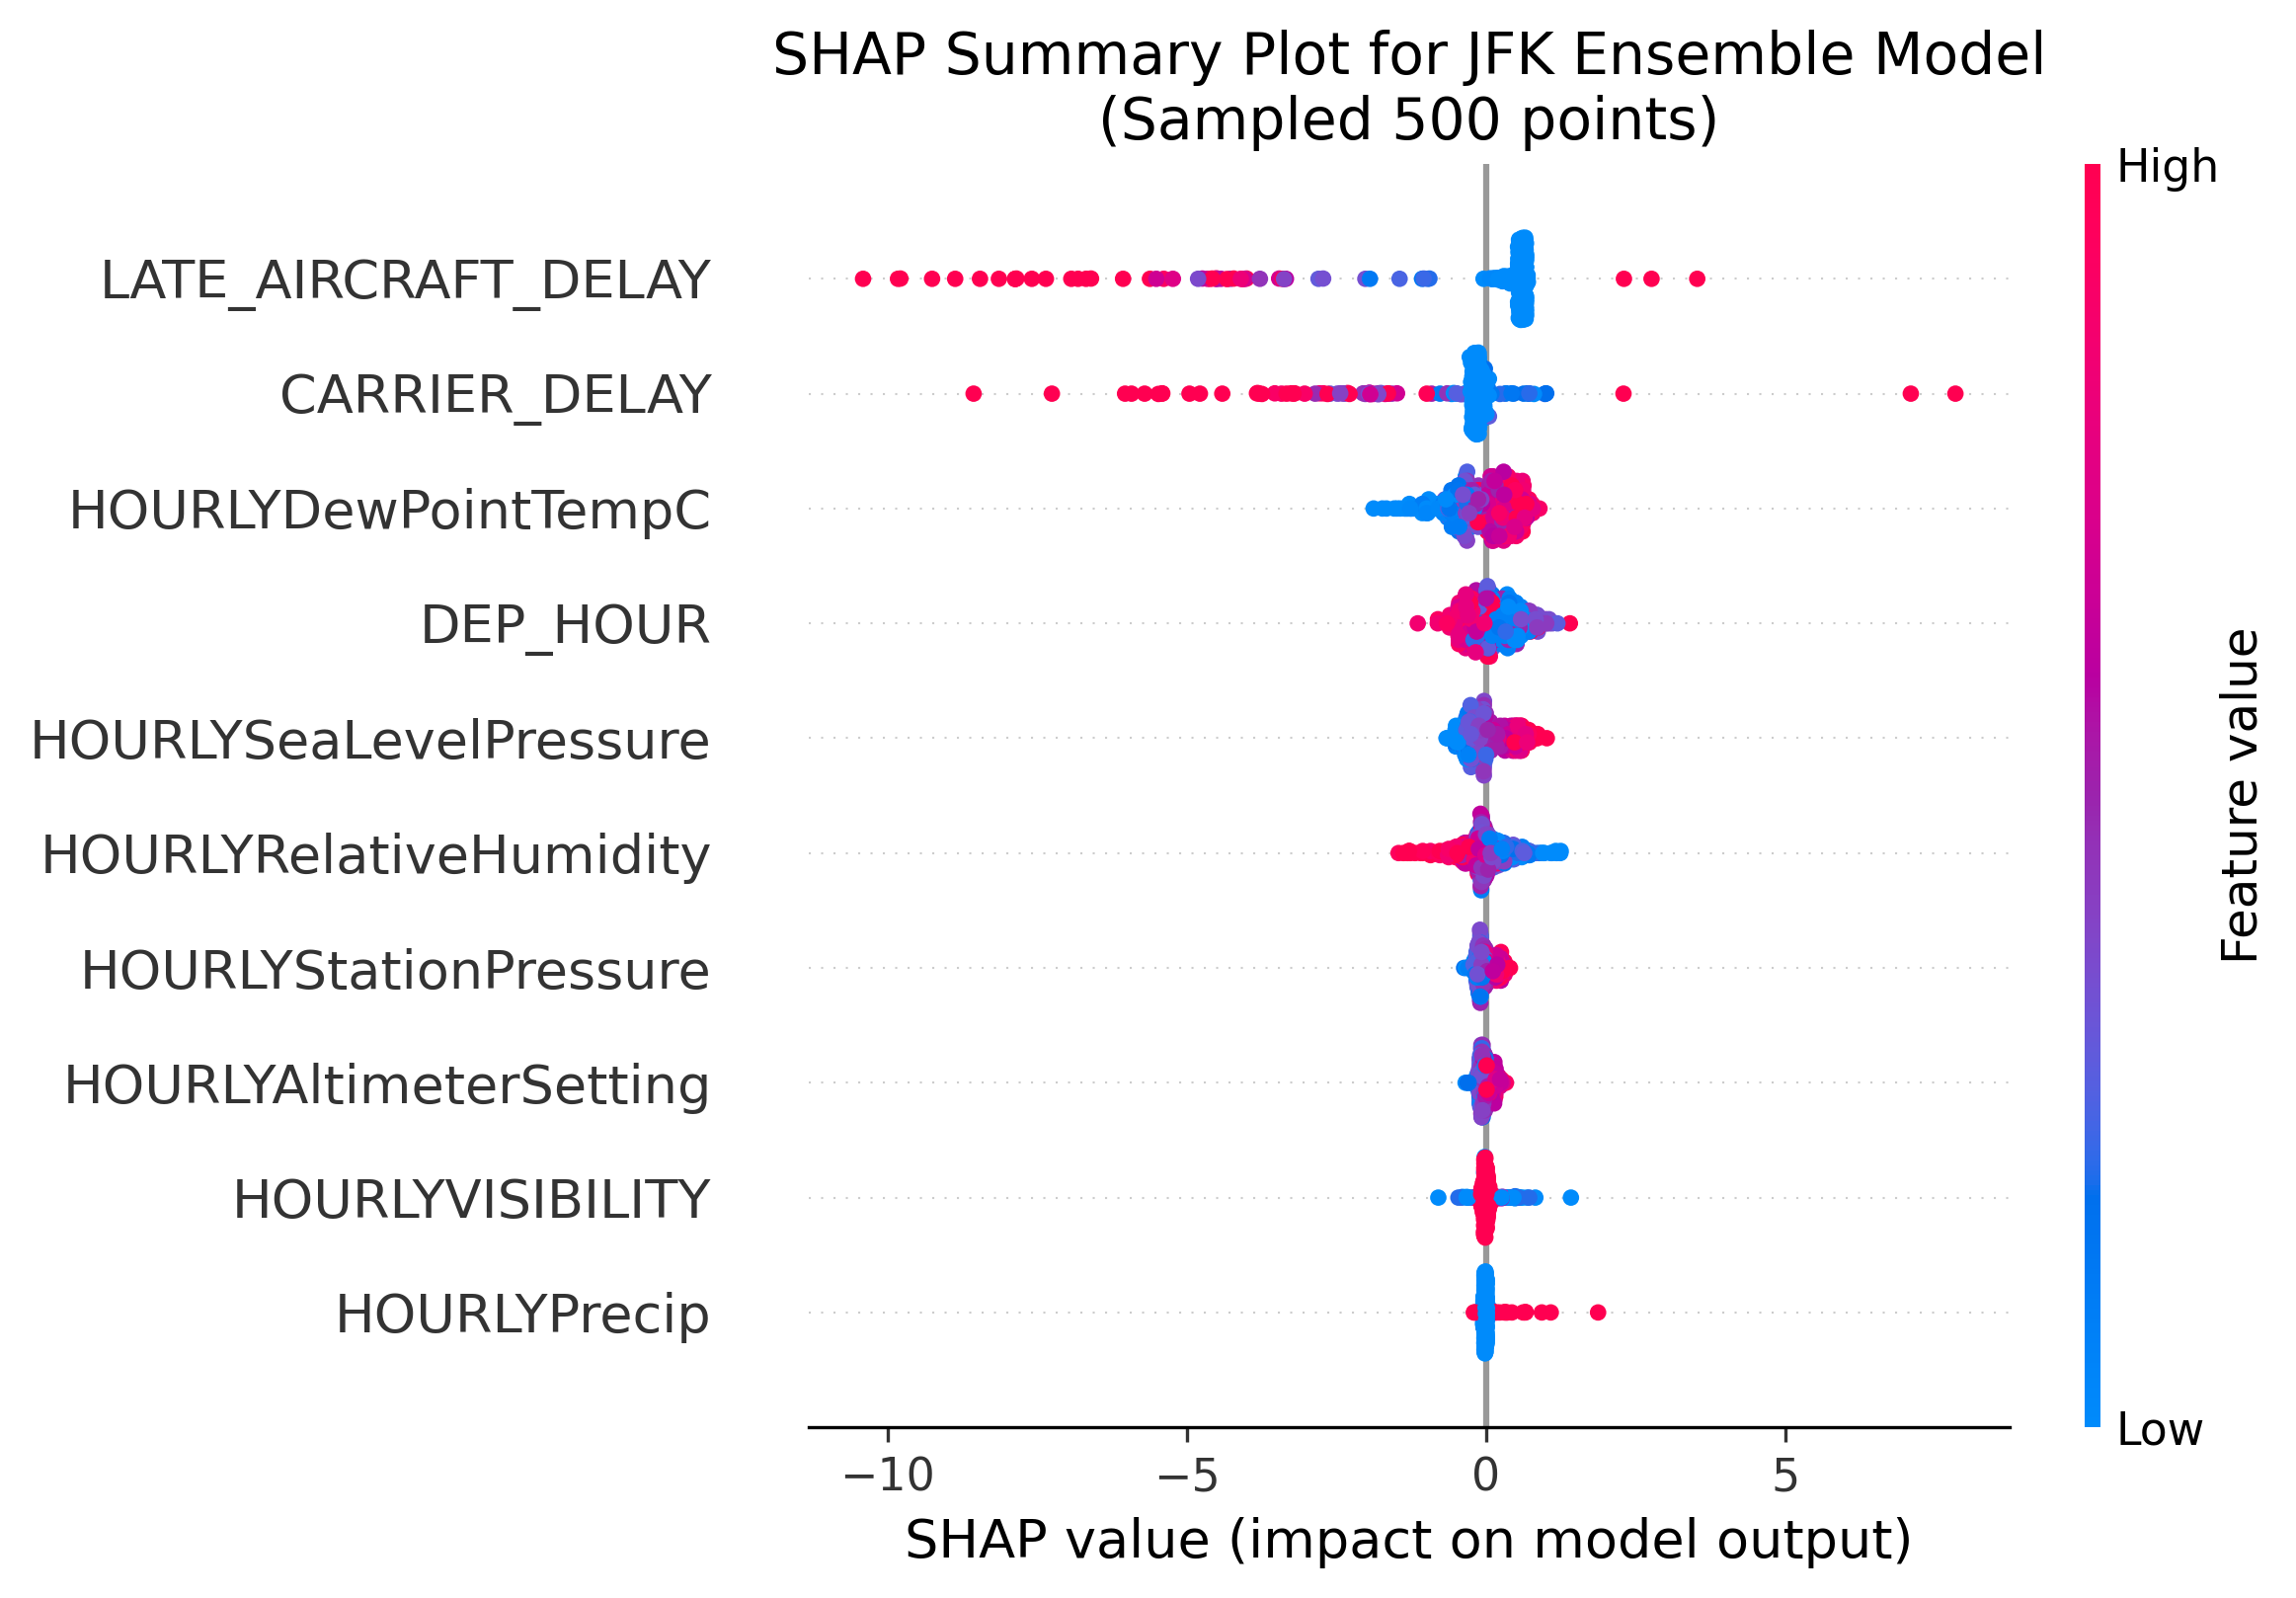 SHAP Summary Plot for JFK Ensemble Model
(Sampled 500 points)
High
LATE_AIRCRAFT_DELAY
CARRIER_DELAY
HOURLYDewPointTempC
DEP_HOUR
HOURLYSeaLevelPressure
HOURLYRelativeHumidity
HOURLYStationPressure
HOURLYAltimeterSetting
HOURLYVISIBILITY
HOURLYPrecip
Feature value
Low
−10 −5 0 5
SHAP value (impact on model output)